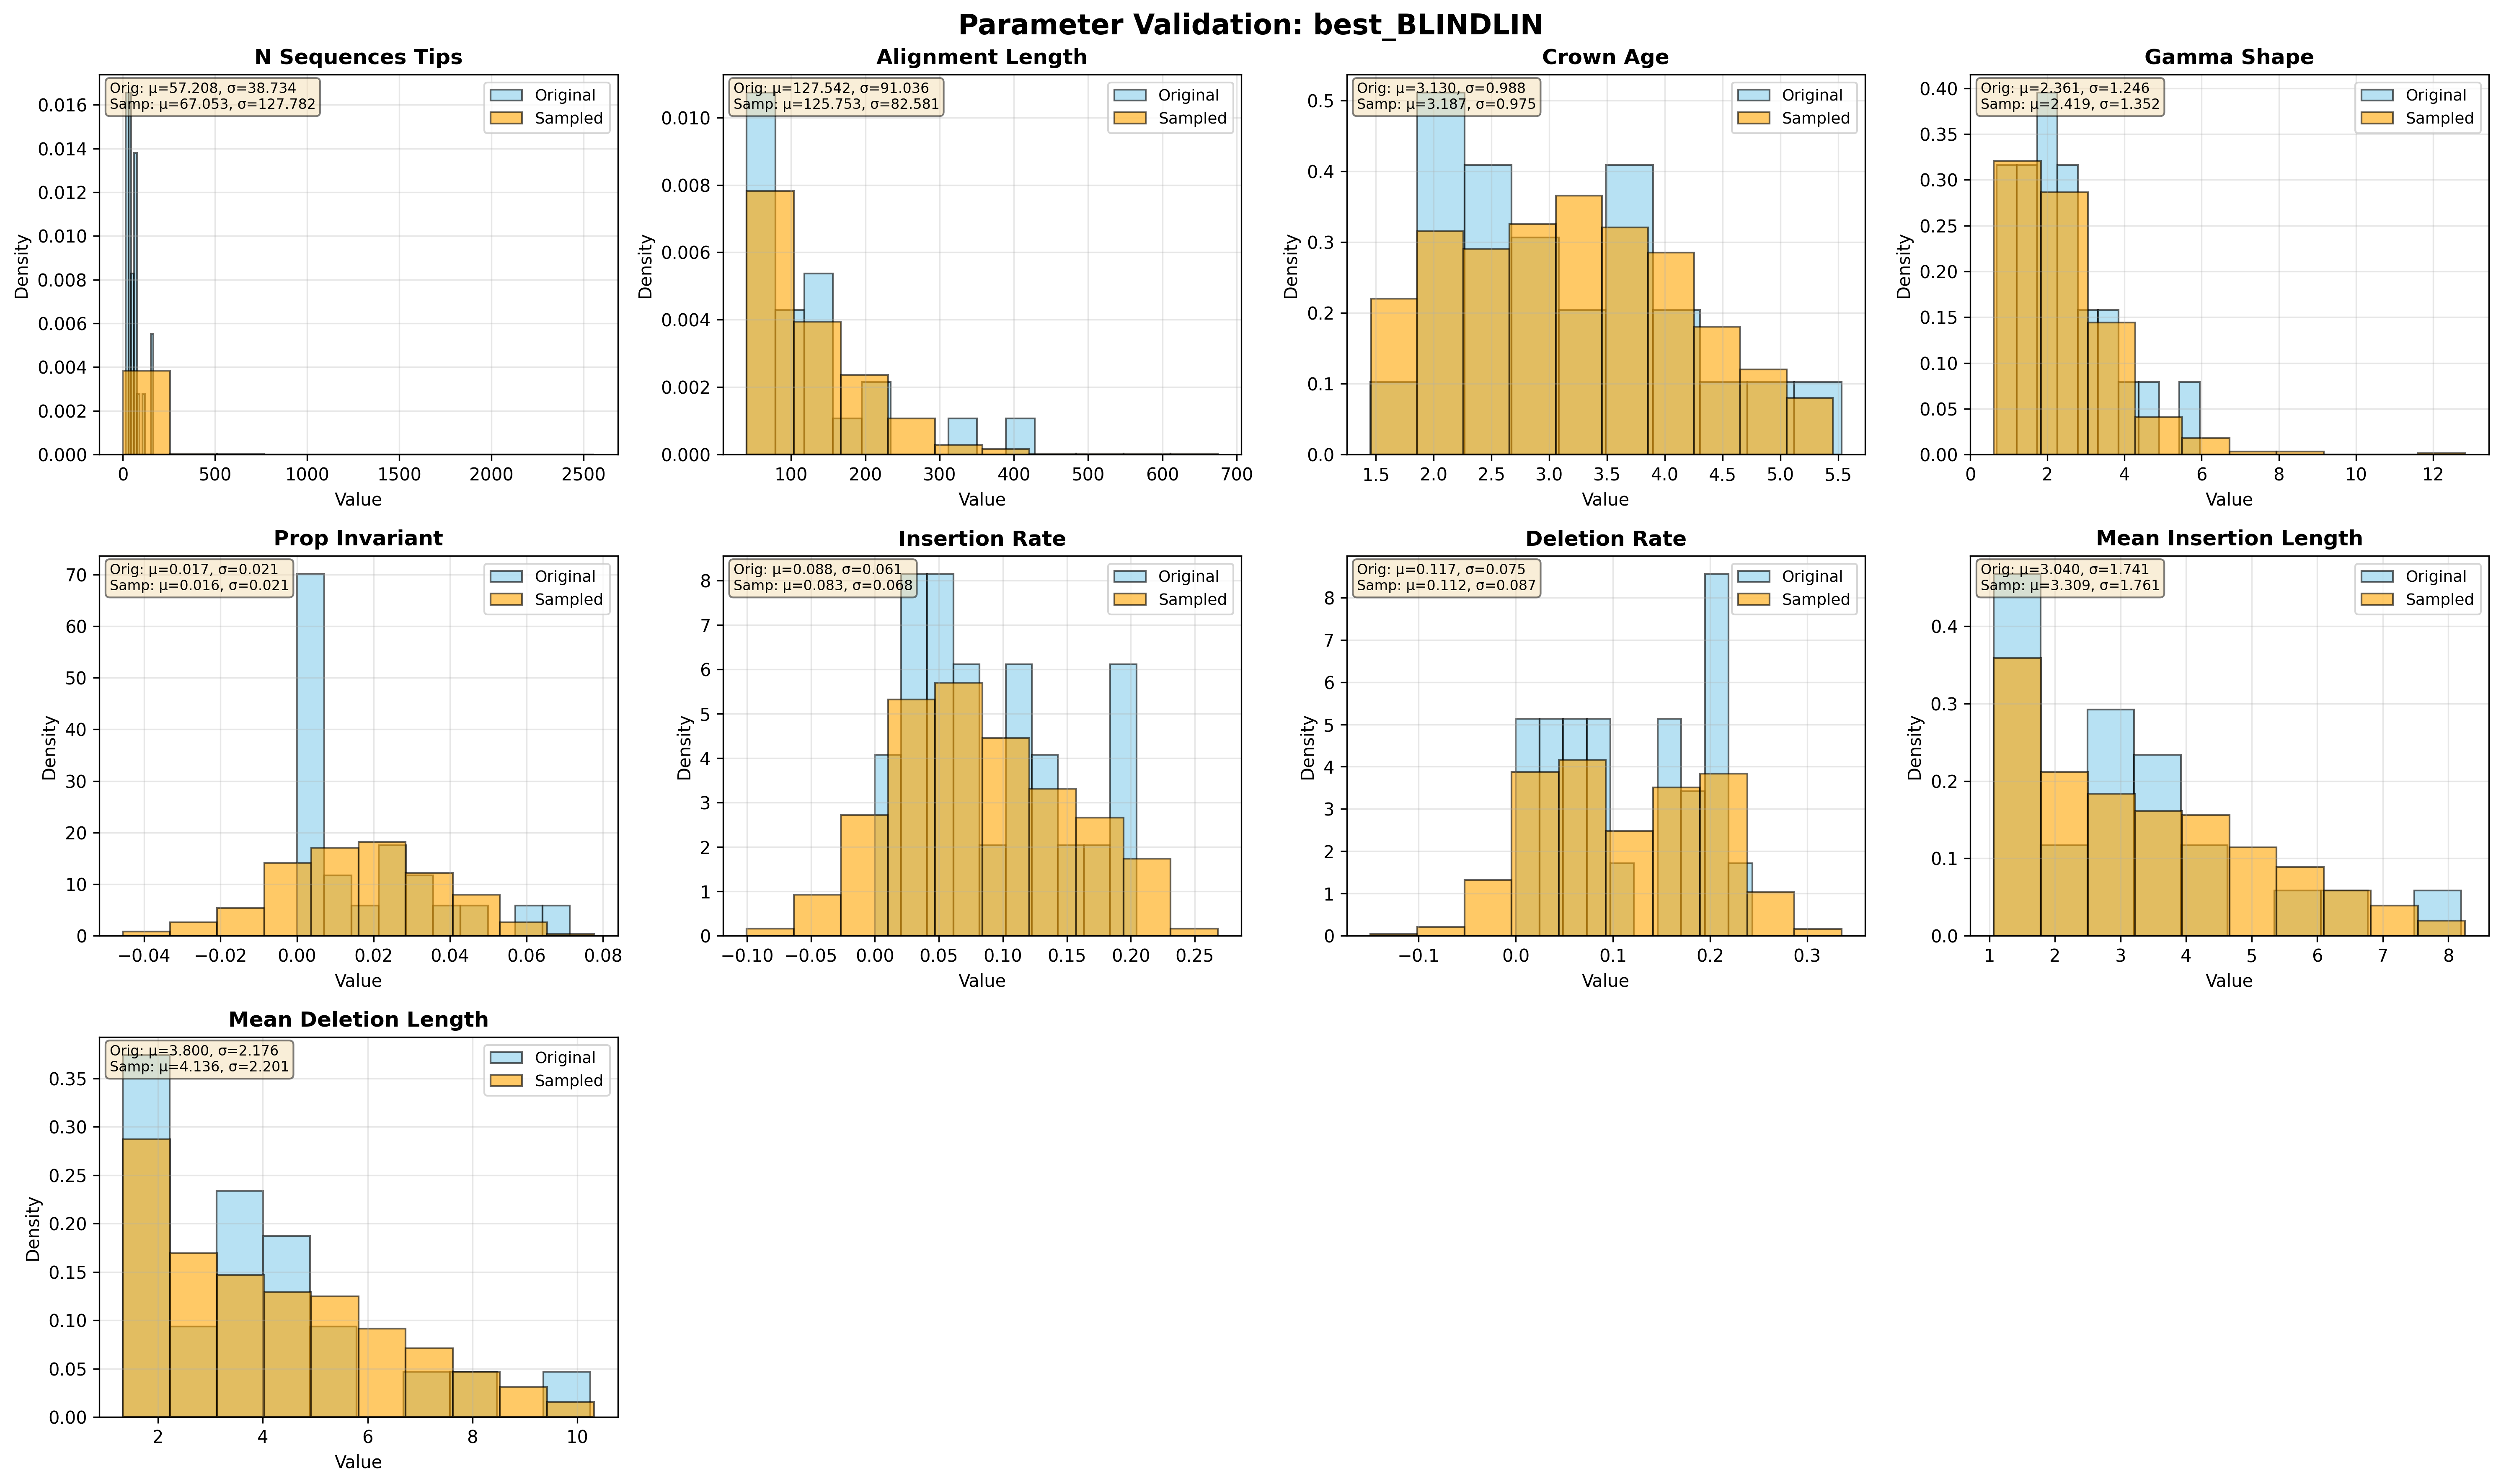 Parameter Validation: best_BLINDLIN
N Sequences Tips
Orig: μ=57.208, σ=38.734
Samp: μ=67.053, σ=127.782
Original
Sampled
Density
0.016
0.014
0.012
0.010
0.008
0.006
0.004
0.002
0.000
0 500 1000 1500 2000 2500
Value
Alignment Length
Orig: μ=127.542, σ=91.036
Samp: μ=125.753, σ=82.581
Original
Sampled
Density
0.010
0.008
0.006
0.004
0.002
0.000
100 200 300 400 500 600 700
Value
Crown Age
Orig: μ=3.130, σ=0.988
Samp: μ=3.187, σ=0.975
Original
Sampled
Density
0.5
0.4
0.3
0.2
0.1
0.0
1.5 2.0 2.5 3.0 3.5 4.0 4.5 5.0 5.5
Value
Gamma Shape
Orig: μ=2.361, σ=1.246
Samp: μ=2.419, σ=1.352
Original
Sampled
Density
0.40
0.35
0.30
0.25
0.20
0.15
0.10
0.05
0.00
0 2 4 6 8 10 12
Value
Prop Invariant
Orig: μ=0.017, σ=0.021
Samp: μ=0.016, σ=0.021
Original
Sampled
Density
70
60
50
40
30
20
10
0
−0.04 −0.02 0.00 0.02 0.04 0.06 0.08
Value
Insertion Rate
Orig: μ=0.088, σ=0.061
Samp: μ=0.083, σ=0.068
Original
Sampled
Density
8
7
6
5
4
3
2
1
0
−0.10 −0.05 0.00 0.05 0.10 0.15 0.20 0.25
Value
Deletion Rate
Orig: μ=0.117, σ=0.075
Samp: μ=0.112, σ=0.087
Original
Sampled
Density
8
7
6
5
4
3
2
1
0
−0.1 0.0 0.1 0.2 0.3
Value
Mean Insertion Length
Orig: μ=3.040, σ=1.741
Samp: μ=3.309, σ=1.761
Original
Sampled
Density
0.4
0.3
0.2
0.1
0.0
1 2 3 4 5 6 7 8
Value
Mean Deletion Length
Orig: μ=3.800, σ=2.176
Samp: μ=4.136, σ=2.201
Original
Sampled
Density
0.35
0.30
0.25
0.20
0.15
0.10
0.05
0.00
2 4 6 8 10
Value